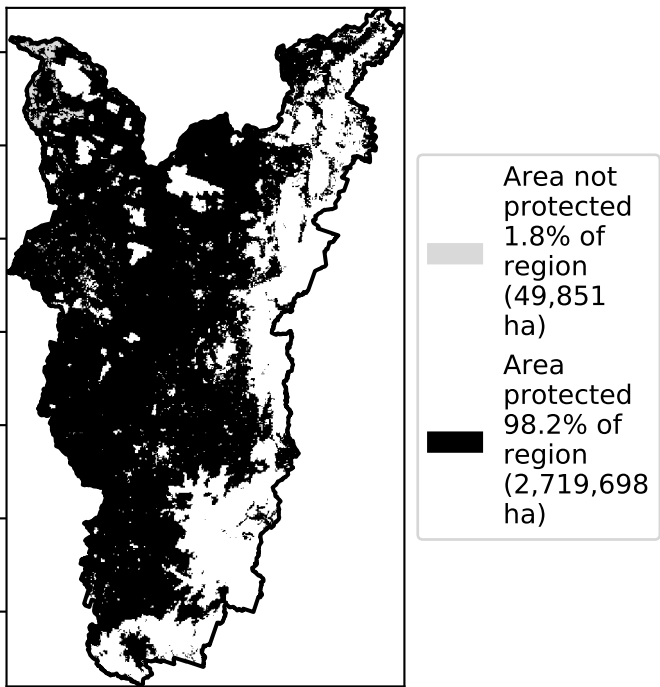 Area not
protected
1.8% of
region
(49,851
ha)
Area
protected
98.2% of
region
(2,719,698
ha)